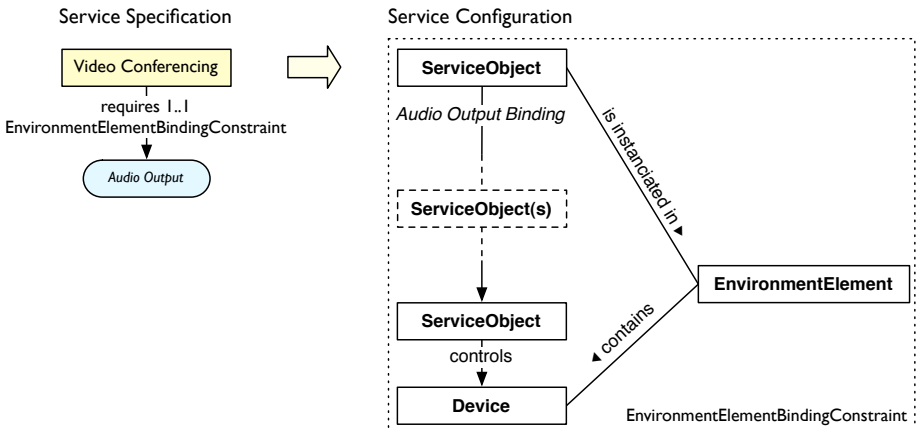 Service Specification
Video Conferencing
requires 1..1
EnvironmentElementBindingConstraint
Audio Output
Service Configuration
ServiceObject
Audio Output Binding
is instanciated in
ServiceObject(s)
EnvironmentElement
ServiceObject
controls
contains
Device
EnvironmentElementBindingConstraint